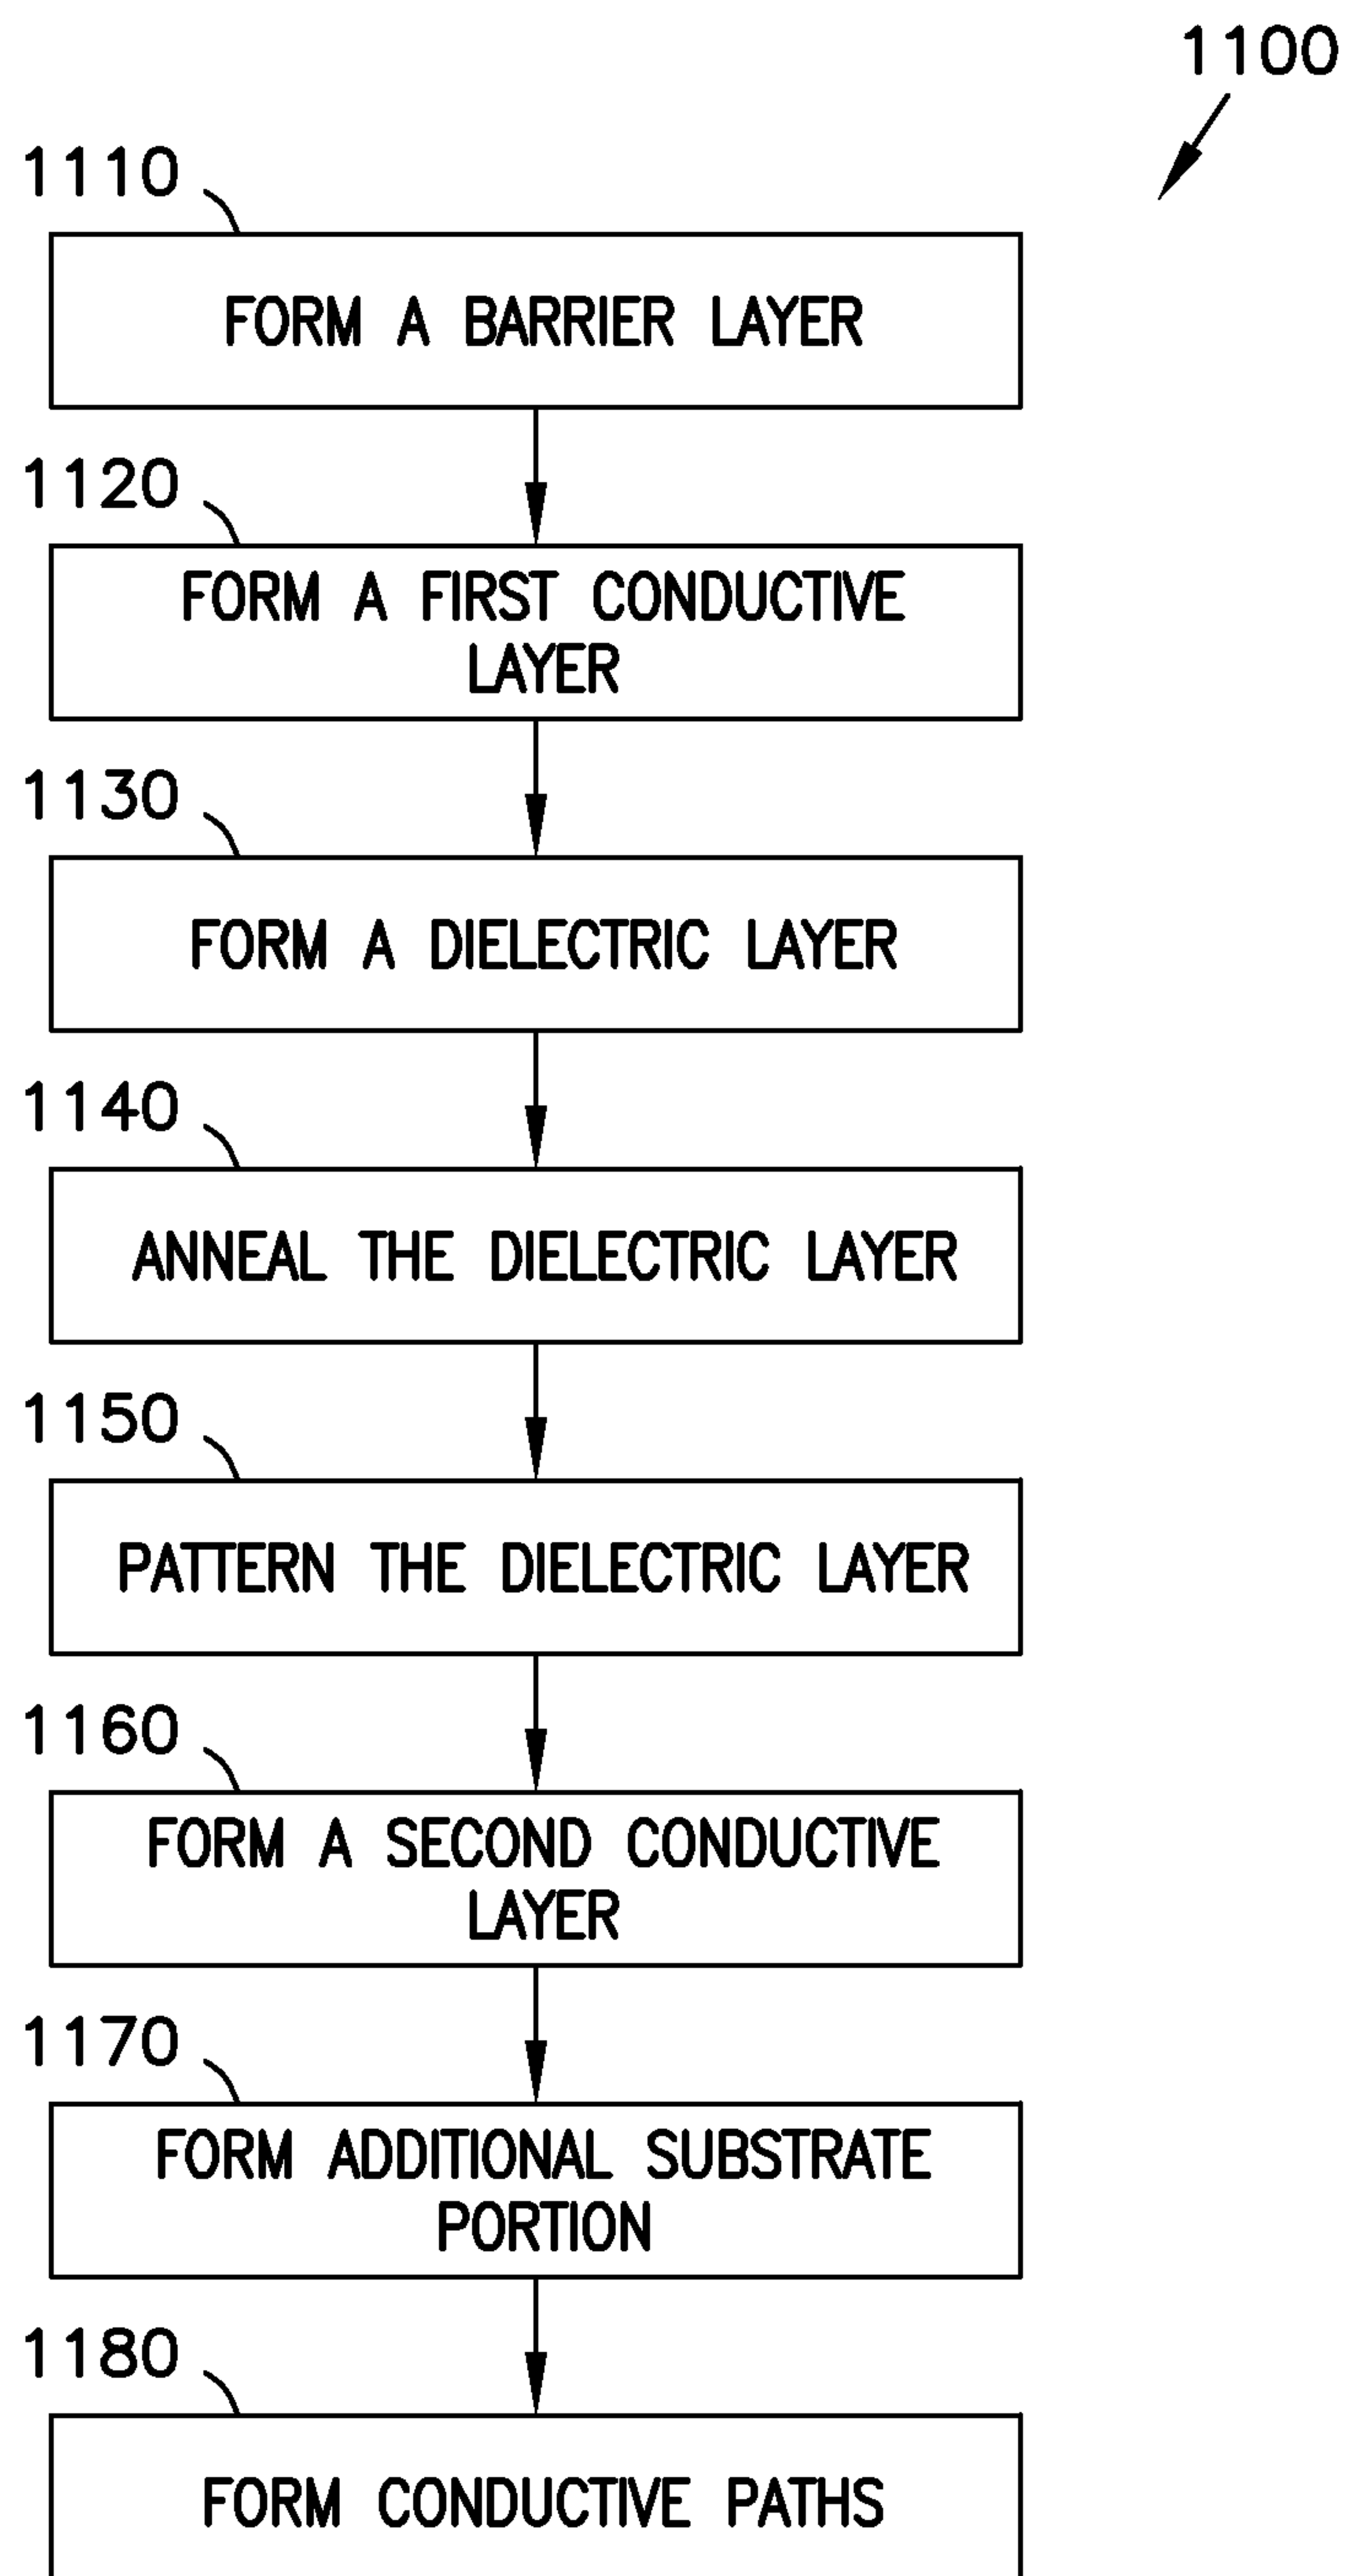 1100
1110
FORM A BARRIER LAYER
1120
FORM A FIRST CONDUCTIVE
LAYER
1130
FORM A DIELECTRIC LAYER
1140
ANNEAL THE DIELECTRIC LAYER
1150
PATTERN THE DIELECTRIC LAYER
1160
FORM A SECOND CONDUCTIVE
LAYER
1170
FORM ADDITIONAL SUBSTRATE
PORTION
1180
FORM CONDUCTIVE PATHS